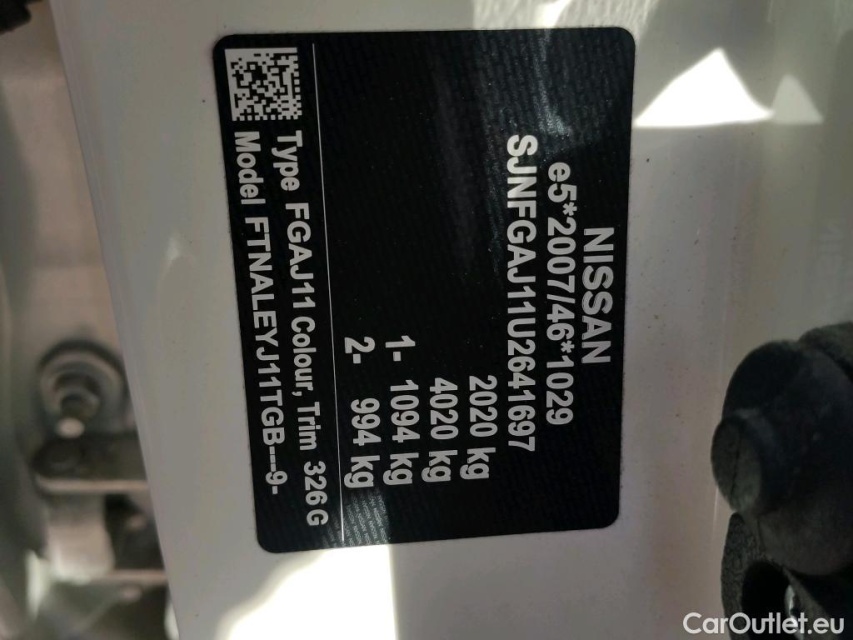 NISSAN
e5*2007/46*1029
SJNFGAJ11U2641697
2020 kg
4020 kg
1- 1094 kg
2- 994 kg
Type FGAJ11 Colour, Trim 326 G
Model FTNALEYJ11TGB---9-
CarOutlet.eu